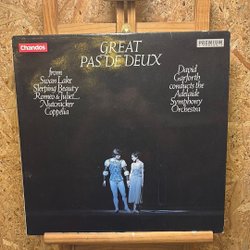 Chandos
GREAT
PAS DE DEUX
PREMIUM
from
Swan Lake
Sleeping Beauty
Romeo & Juliet
Nutcracker
Coppélia
David
Garforth
conducts the
Adelaide
Symphony
Orchestra